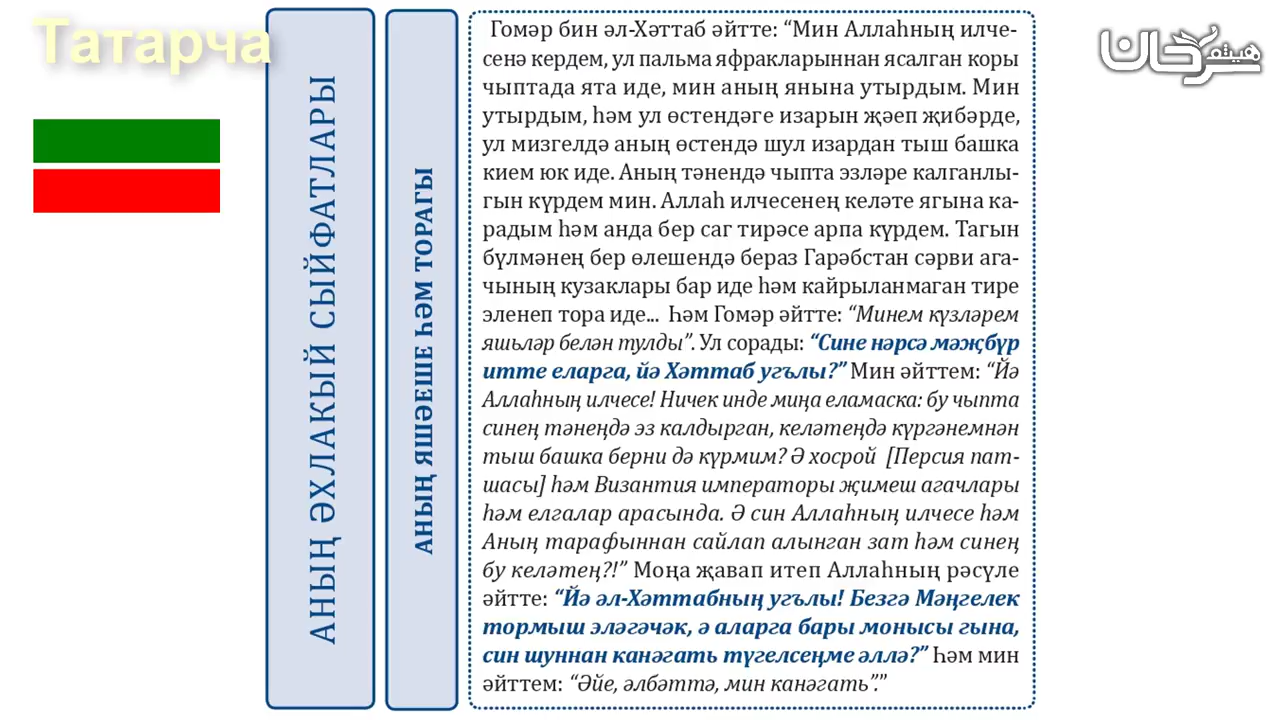 Татарча
هيتم سرحان
АНЫҢ ӘХЛАКЫЙ СЫЙФАТЛАРЫ
АНЫҢ ЯШӘЕШЕ ҺӘМ ТОРАГЫ
Гомәр бин әл-Хәттаб әйтте: “Мин Аллаһның илче-
сенә кердем, ул пальма яфракларыннан ясалган коры
чыптада ята иде, мин аның янына утырдым. Мин
утырдым, һәм ул өстендәге изарын җәеп җибәрде,
ул мизгелдә аның өстендә шул изардан тыш башка
кием юк иде. Аның тәнендә чыпта эзләре калганлы-
гын күрдем мин. Аллаһ илчесенең келәте ягына ка-
радым һәм анда бер саг тирәсе арпа күрдем. Тагын
бүлмәнең бер өлешендә бераз Гарәбстан сәрви ага-
чының кузаклары бар иде һәм кайрыланмаган тире
эленеп тора иде... Һәм Гомәр әйтте: “Минем күзләрем
яшьләр белән тулды”. Ул сорады: “Сине нәрсә мәҗбүр
итте еларга, йә Хәттаб угълы?” Мин әйттем: “Йә
Аллаһның илчесе! Ничек инде миңа еламаска: бу чыпта
синең тәнеңдә эз калдырган, келәтеңдә күргәнемнән
тыш башка берни дә күрмим? Ә хосрой [Персия пат-
шасы] һәм Византия императоры җимеш агачлары
һәм елгалар арасында. Ә син Аллаһның илчесе һәм
Аның тарафыннан сайлап алынган зат һәм синең
бу келәтең?!” Моңа җавап итеп Аллаһның рәсүле
әйтте: “Йә әл-Хәттабның угълы! Безгә Мәңгелек
тормыш эләгәчәк, ә аларга бары монысы гына,
син шуннан канәгать түгелсеңме әллә?” Һәм мин
әйттем: “Әйе, әлбәттә, мин канәгать”.”